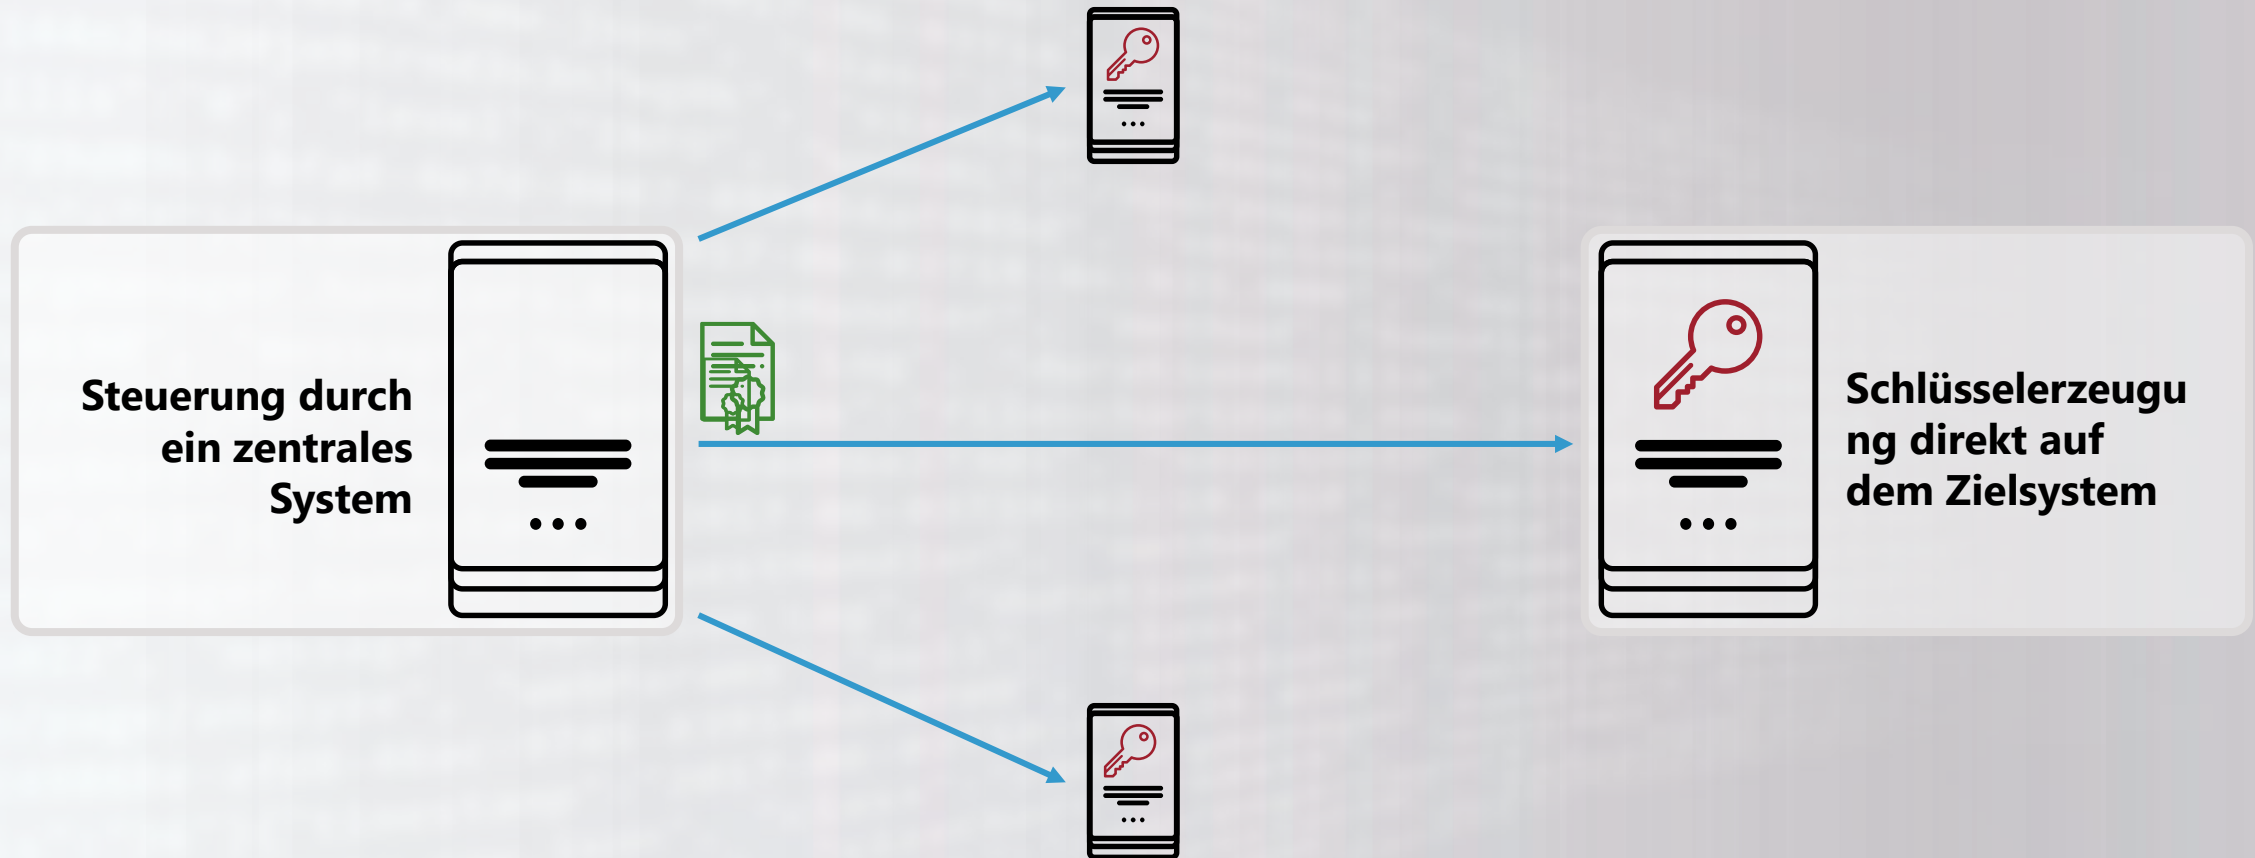 Steuerung durch
ein zentrales
System
Schlüsselerzeugu
ng direkt auf
dem Zielsystem